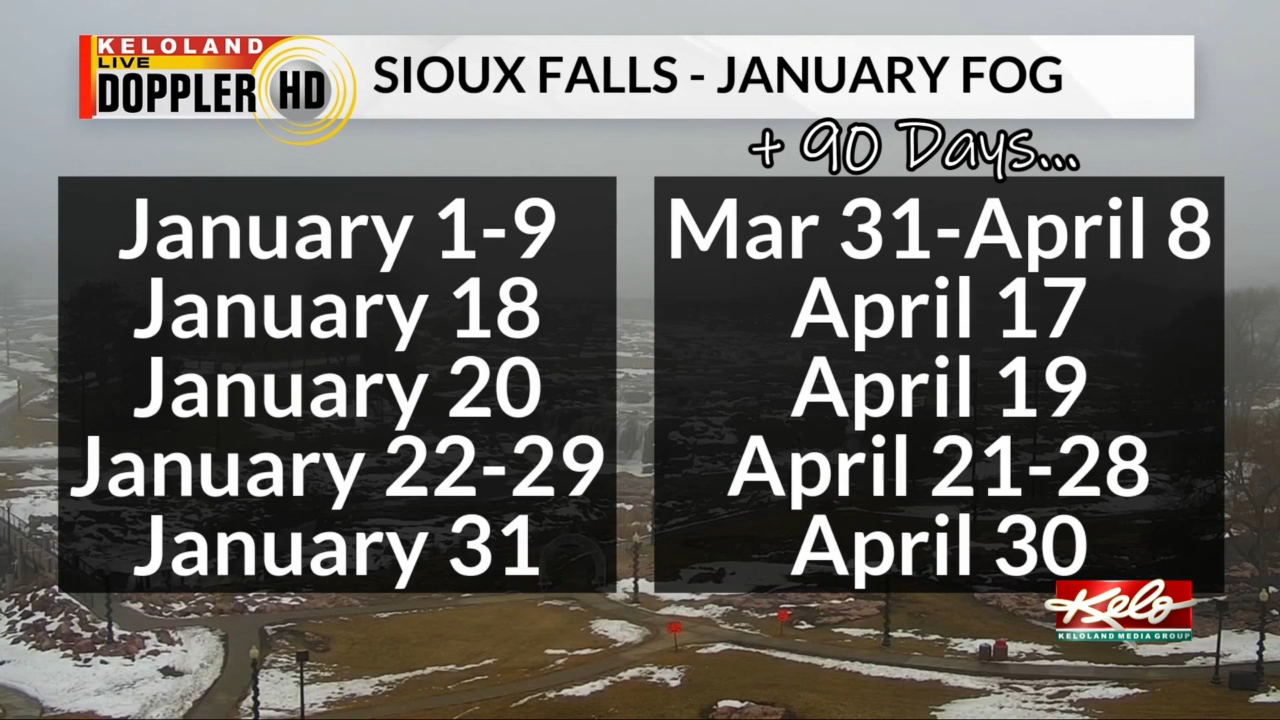 KELOLAND
LIVE
DOPPLER HD
SIOUX FALLS - JANUARY FOG
+ 90 Days...
January 1-9
January 18
January 20
January 22-29
January 31
Mar 31-April 8
April 17
April 19
April 21-28
April 30
Kelo
KELOLAND MEDIA GROUP